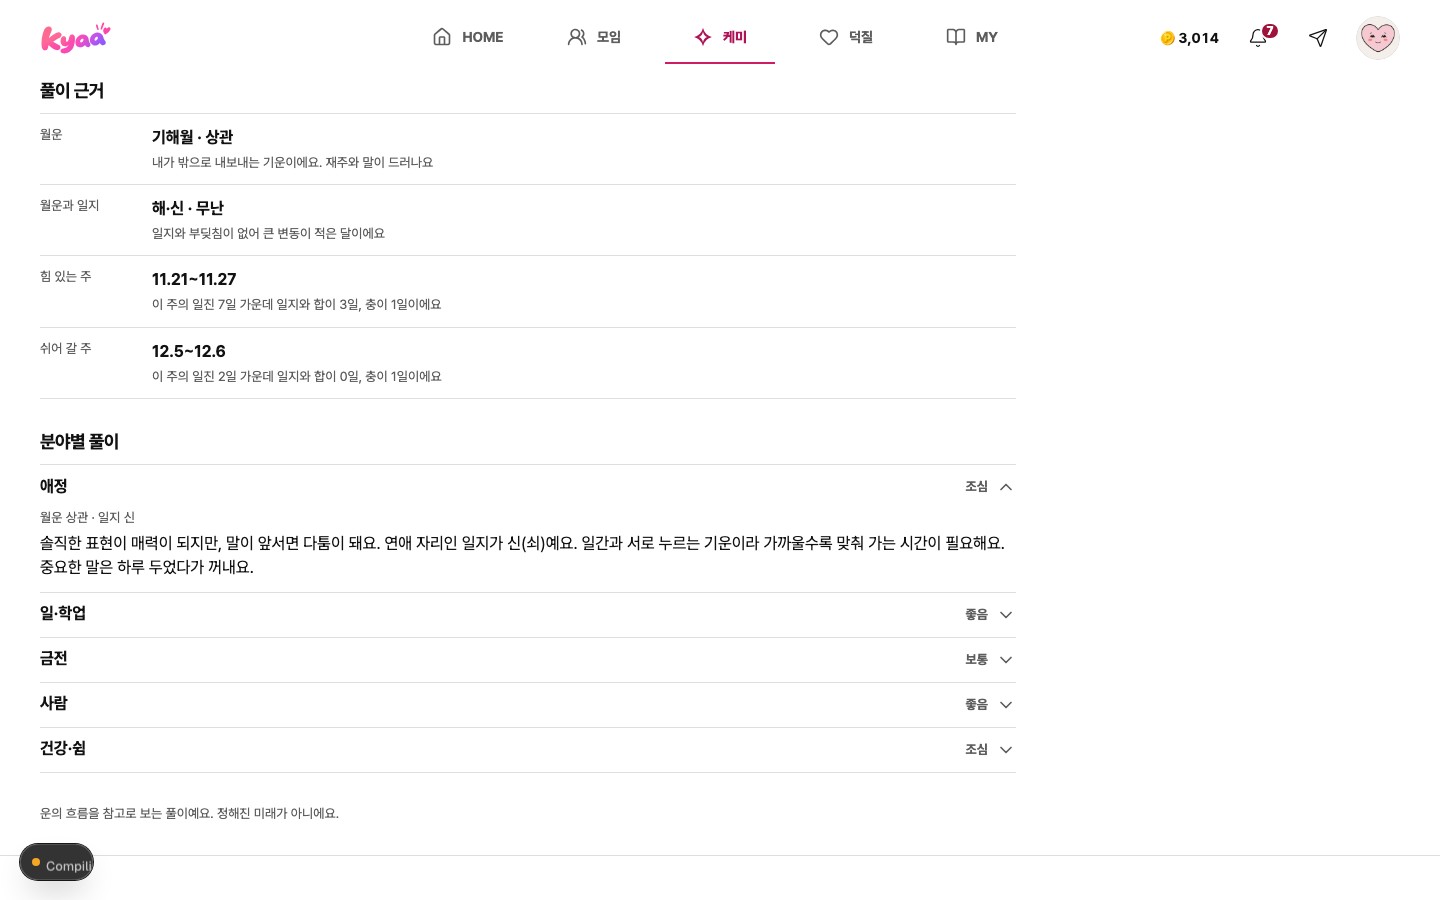 kyaa
HOME
모임
케미
덕질
MY
3,014
7
풀이 근거
월운
기해월 · 상관
내가 밖으로 내보내는 기운이에요. 재주와 말이 드러나요
월운과 일지
해·신 · 무난
일지와 부딪침이 없어 큰 변동이 적은 달이에요
힘 있는 주
11.21~11.27
이 주의 일진 7일 가운데 일지와 합이 3일, 충이 1일이에요
쉬어 갈 주
12.5~12.6
이 주의 일진 2일 가운데 일지와 합이 0일, 충이 1일이에요
분야별 풀이
애정
조심
월운 상관 · 일지 신
솔직한 표현이 매력이 되지만, 말이 앞서면 다툼이 돼요. 연애 자리인 일지가 신(쇠)예요. 일간과 서로 누르는 기운이라 가까울수록 맞춰 가는 시간이 필요해요.
중요한 말은 하루 두었다가 꺼내요.
일·학업
좋음
금전
보통
사람
좋음
건강·쉼
조심
운의 흐름을 참고로 보는 풀이예요. 정해진 미래가 아니에요.
Compili